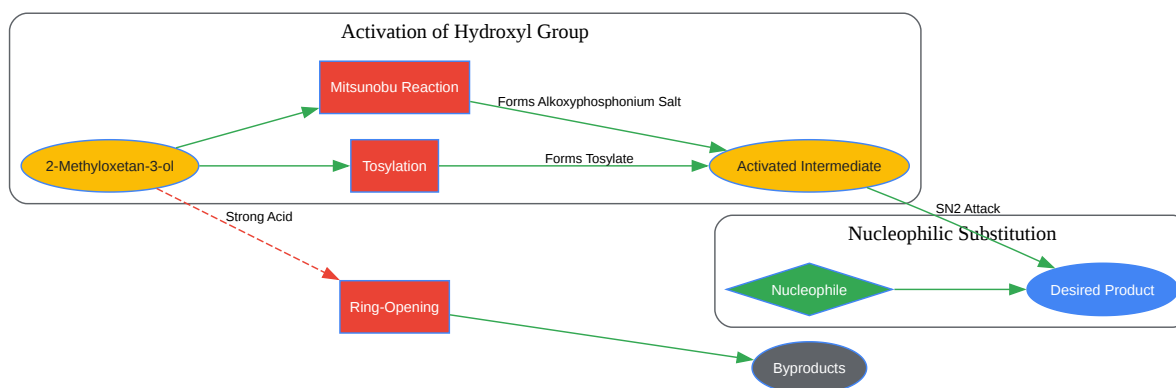 Activation of Hydroxyl Group
Mitsunobu Reaction
Forms Alkoxyphosphonium Salt
2-Methyloxetan-3-ol
Tosylation
Forms Tosylate
Activated Intermediate
Strong Acid
SN2 Attack
Nucleophilic Substitution
Ring-Opening
Nucleophile
Desired Product
Byproducts